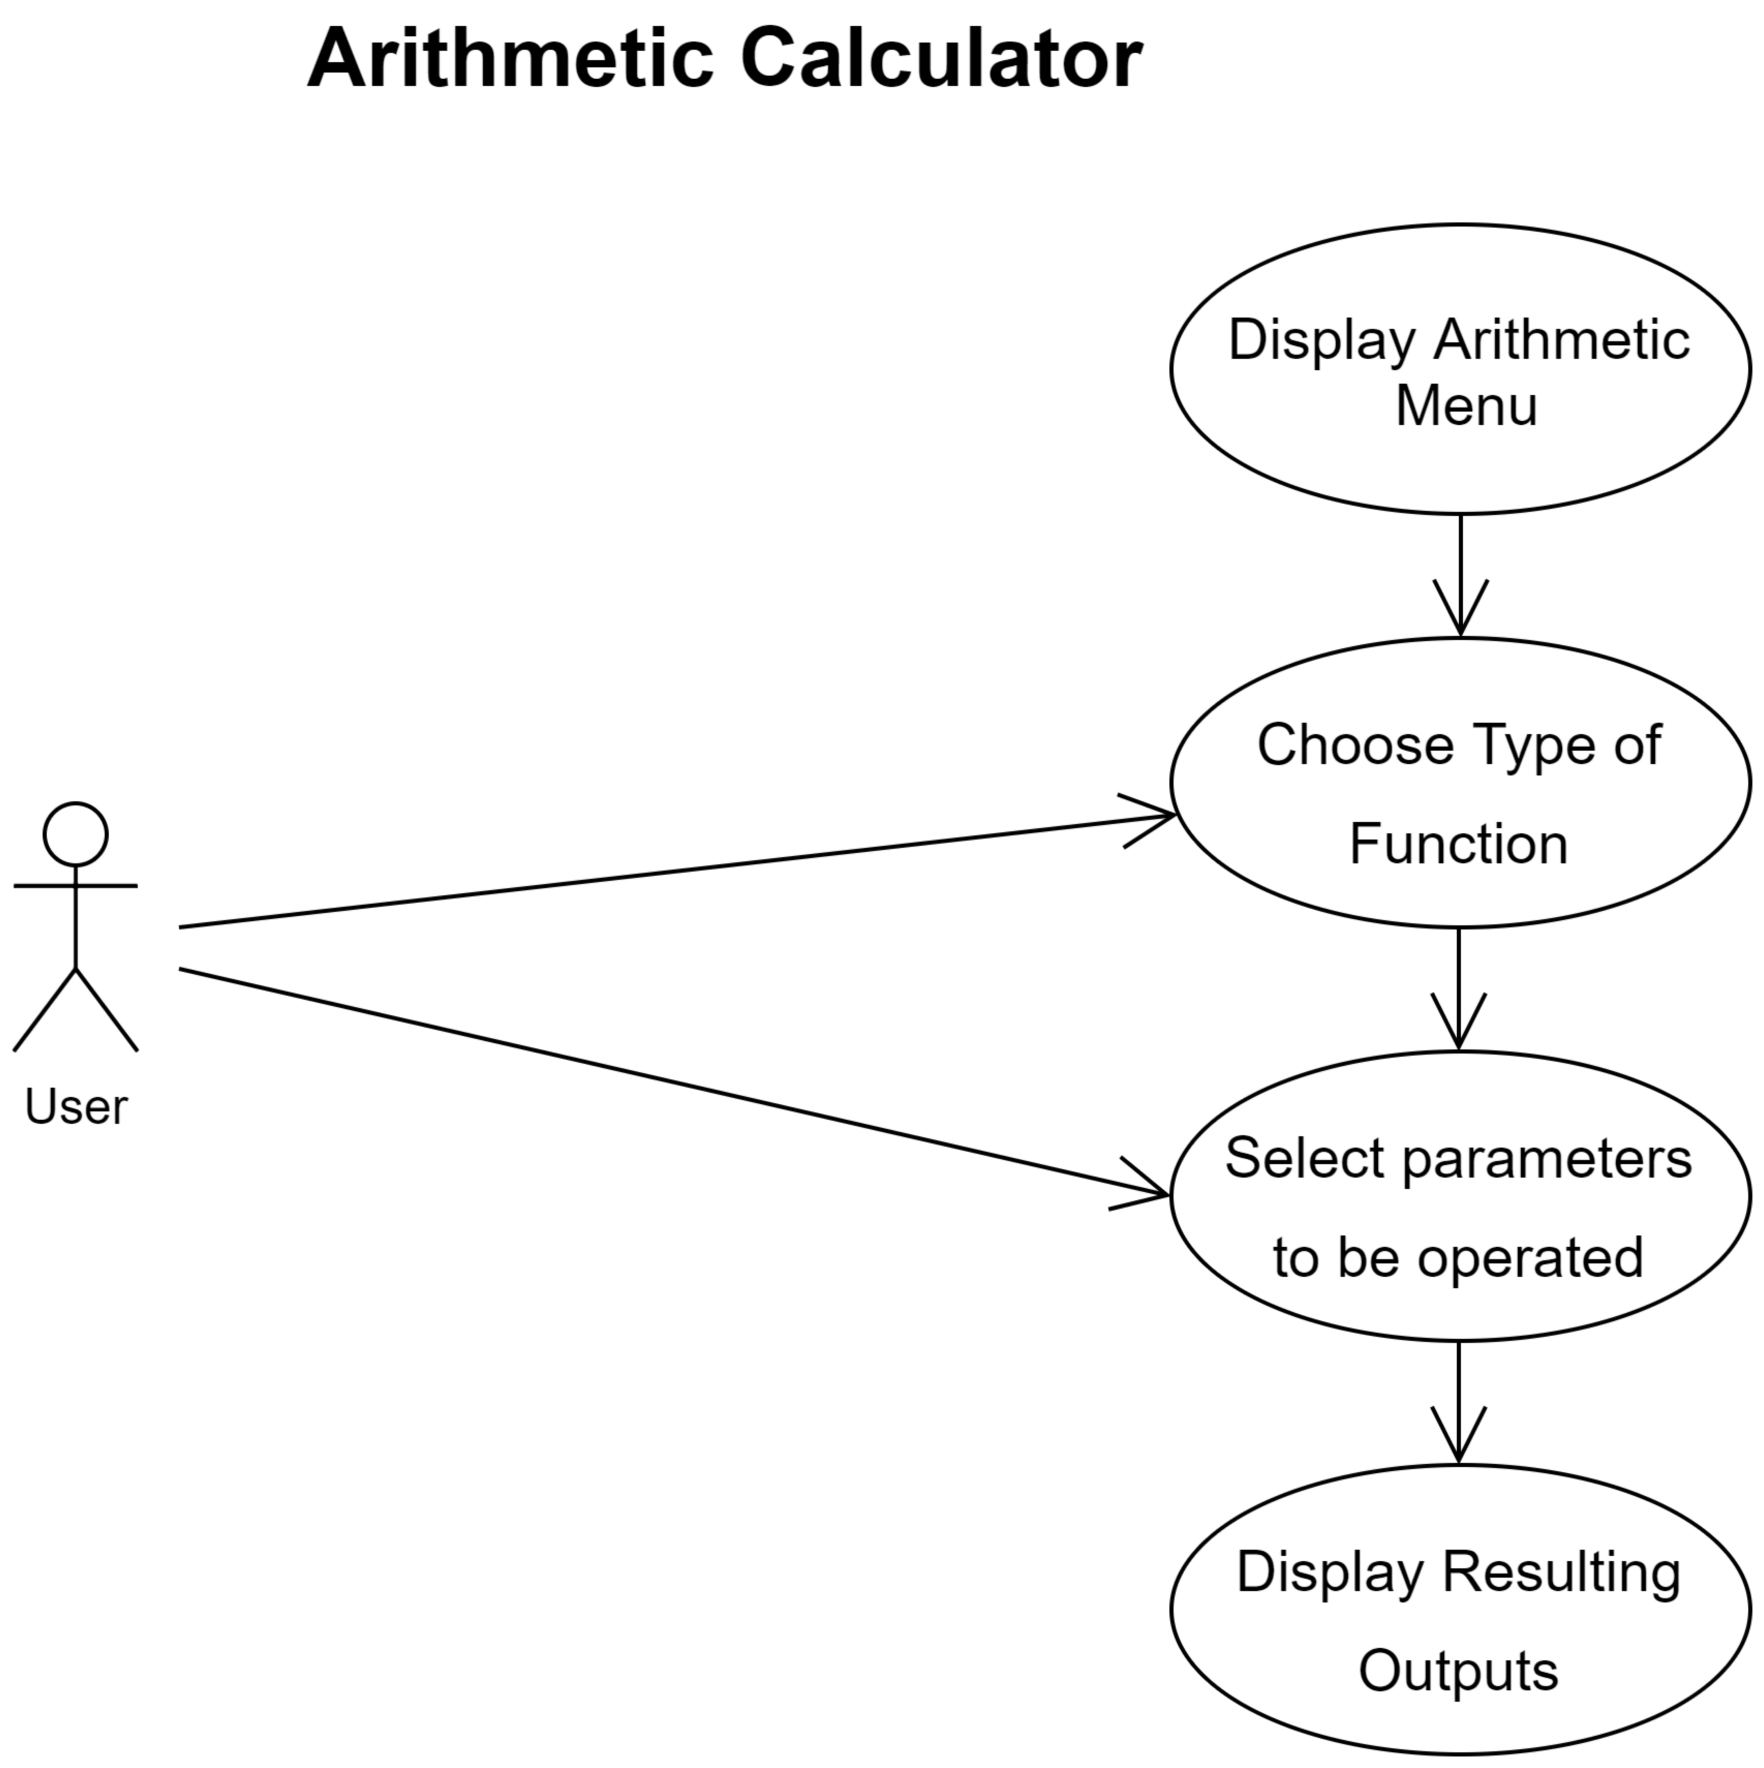 Arithmetic Calculator
Display Arithmetic
Menu
Choose Type of
Function
User
Select parameters
to be operated
Display Resulting
Outputs